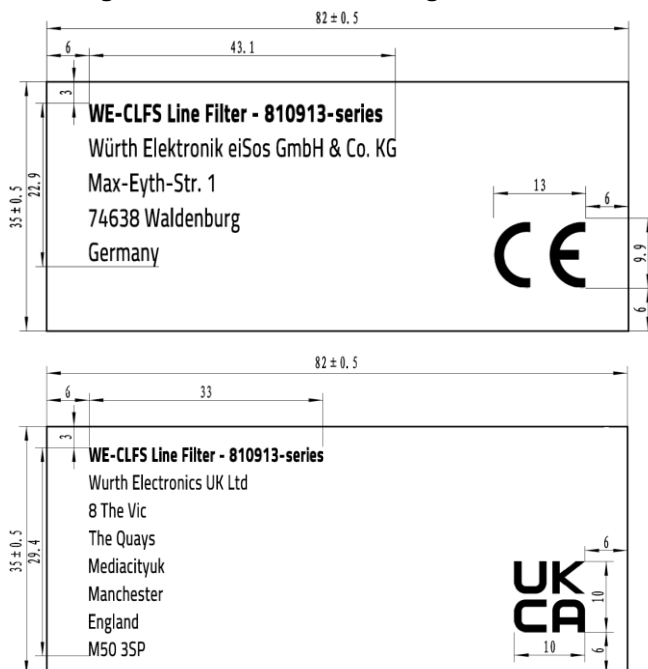 82±0.5
6
43.1
3
WE-CLFS Line Filter - 810913-series
Würth Elektronik eiSos GmbH & Co. KG
Max-Eyth-Str. 1
74638 Waldenburg
Germany
35±0.5
22.9
13
6
CE
9.9
6
82±0.5
6
33
3
WE-CLFS Line Filter - 810913-series
Wurth Electronics UK Ltd
8 The Vic
The Quays
Mediacityuk
Manchester
England
M50 3SP
35±0.5
29.4
6
UK
CA
10
10
6